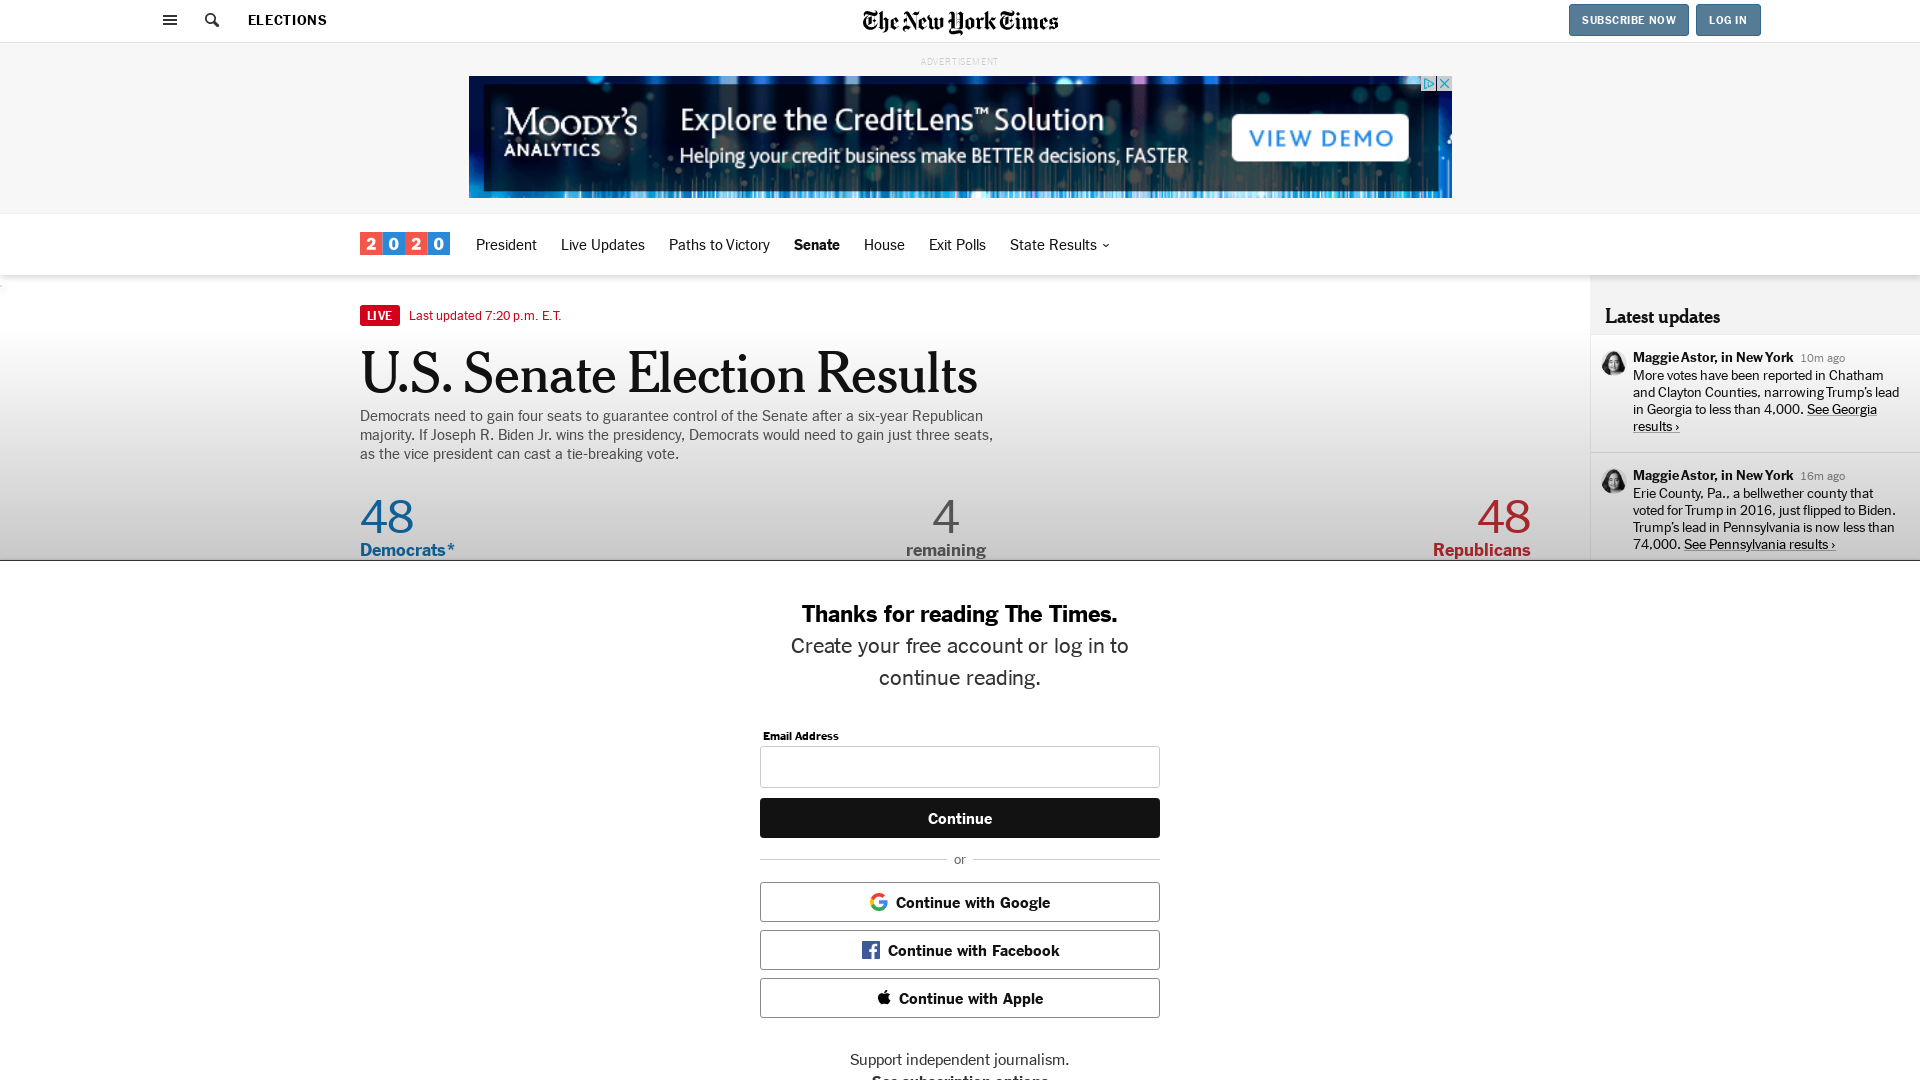 ELECTIONS
The New York Times
SUBSCRIBE NOW
LOG IN
ADVERTISEMENT
MOODY'S
ANALYTICS
Explore the CreditLens™ Solution
Helping your credit business make BETTER decisions, FASTER
VIEW DEMO
2020
President
Live Updates
Paths to Victory
Senate
House
Exit Polls
State Results
LIVE
Last updated 7:20 p.m. E.T.
U.S. Senate Election Results
Democrats need to gain four seats to guarantee control of the Senate after a six-year Republican
majority. If Joseph R. Biden Jr. wins the presidency, Democrats would need to gain just three seats,
as the vice president can cast a tie-breaking vote.
48
Democrats*
4
remaining
48
Republicans
Latest updates
Maggie Astor, in New York 10m ago
More votes have been reported in Chatham
and Clayton Counties, narrowing Trump's lead
in Georgia to less than 4,000. See Georgia
results ›
Maggie Astor, in New York 16m ago
Erie County, Pa., a bellwether county that
voted for Trump in 2016, just flipped to Biden.
Trump's lead in Pennsylvania is now less than
74,000. See Pennsylvania results ›
Thanks for reading The Times.
Create your free account or log in to
continue reading.
Email Address
Continue
or
Continue with Google
Continue with Facebook
Continue with Apple
Support independent journalism.
See subscription options